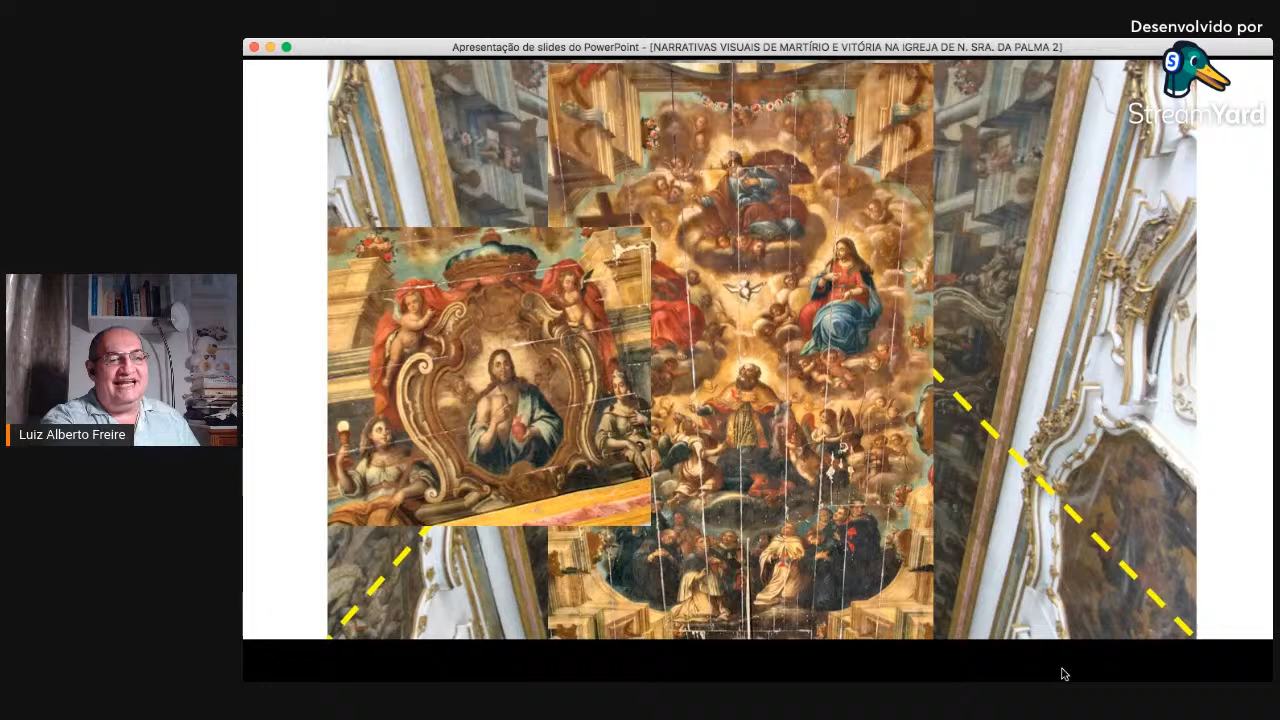 Desenvolvido por
Apresentação de slides do PowerPoint - [NARRATIVAS VISUAIS DE MARTÍRIO E VITÓRIA NA IGREJA DE N. SRA. DA PALMA 2]
S
StreamYard
Luiz Alberto Freire